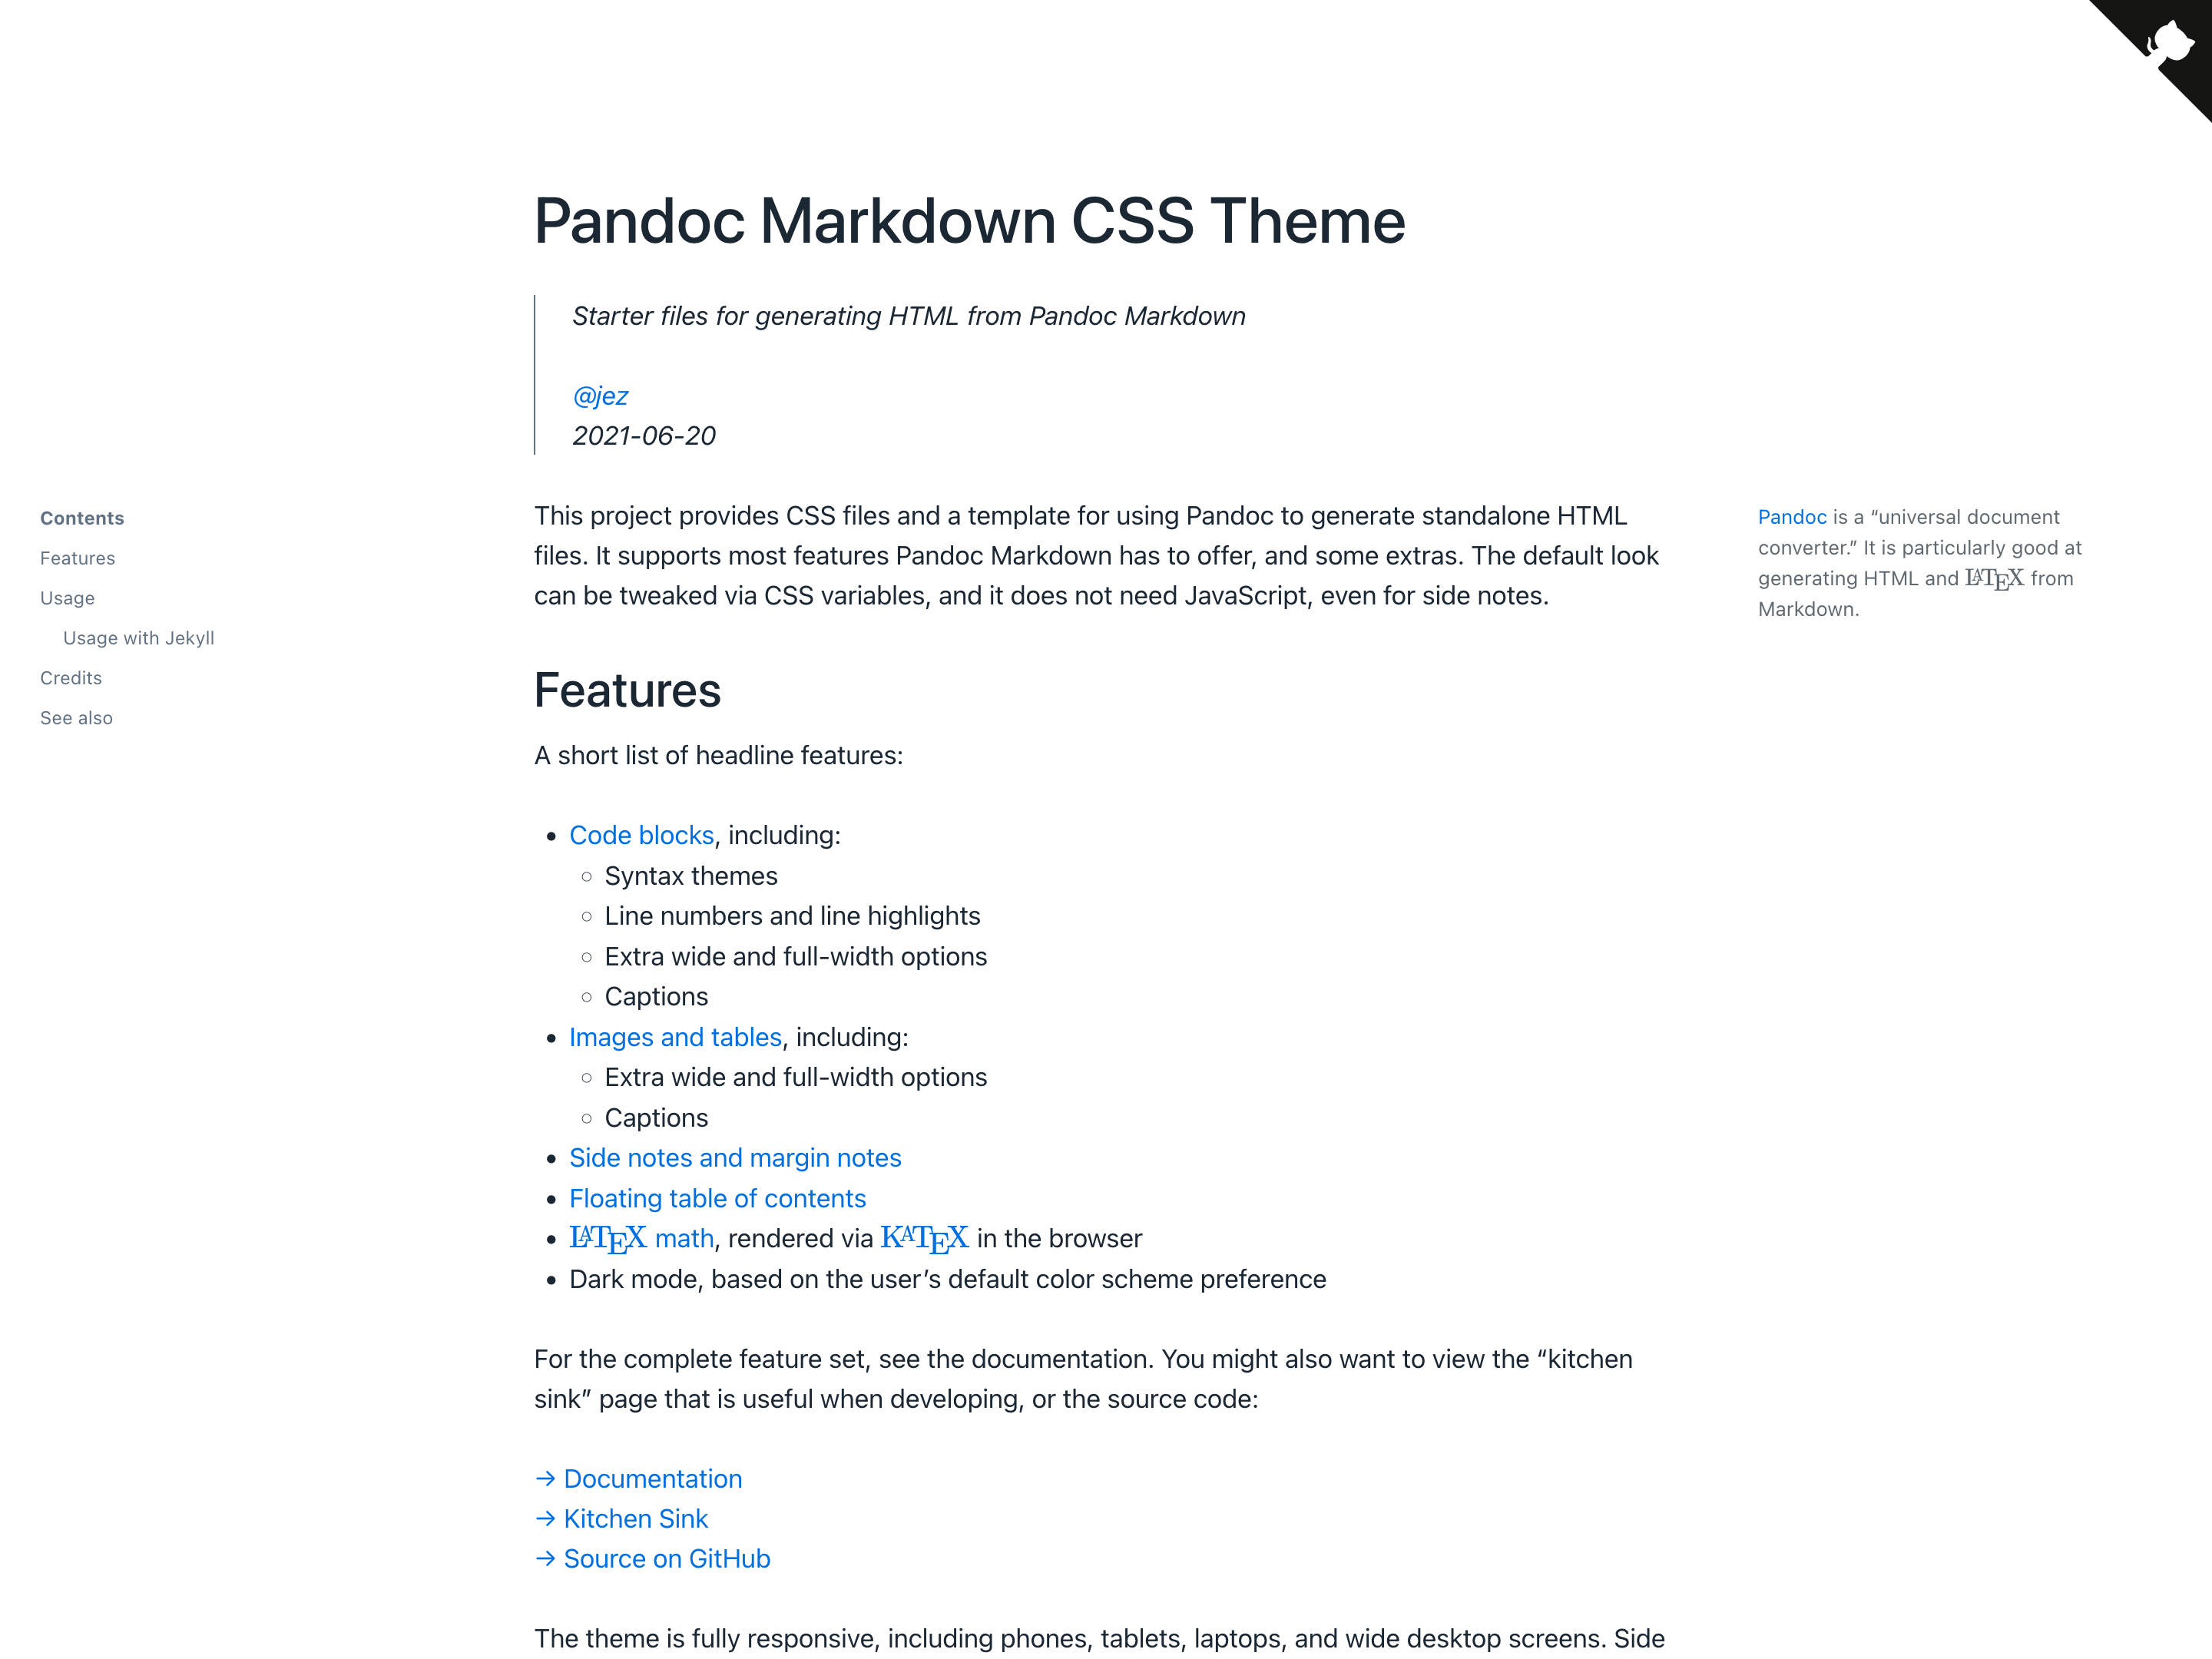 Pandoc Markdown CSS Theme
Starter files for generating HTML from Pandoc Markdown
@jez
2021-06-20
Contents
Features
Usage
Usage with Jekyll
Credits
See also
This project provides CSS files and a template for using Pandoc to generate standalone HTML
files. It supports most features Pandoc Markdown has to offer, and some extras. The default look
can be tweaked via CSS variables, and it does not need JavaScript, even for side notes.
Pandoc is a “universal document
converter.” It is particularly good at
generating HTML and LATEX from
Markdown.
Features
A short list of headline features:
• Code blocks, including:
◦ Syntax themes
◦ Line numbers and line highlights
◦ Extra wide and full-width options
◦ Captions
• Images and tables, including:
◦ Extra wide and full-width options
◦ Captions
• Side notes and margin notes
• Floating table of contents
• LATEX math, rendered via KATEX in the browser
• Dark mode, based on the user’s default color scheme preference
For the complete feature set, see the documentation. You might also want to view the “kitchen
sink” page that is useful when developing, or the source code:
→ Documentation
→ Kitchen Sink
→ Source on GitHub
The theme is fully responsive, including phones, tablets, laptops, and wide desktop screens. Side